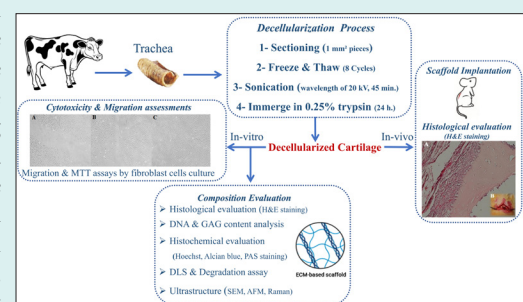 Trachea
Decellularization Process
1- Sectioning (1 mm² pieces)
2- Freeze & Thaw (8 Cycles)
3- Sonication (wavelength of 20 kV, 45 min.)
4- Immerge in 0.25% trypsin (24 h.)
Scaffold Implantation
Histological evaluation
(H&E staining)
A
B
Cytotoxicity & Migration assessments
A B C
Migration & MTT assays by fibroblast cells culture
In-vitro
Decellularized Cartilage
In-vivo
Composition Evaluation
➢ Histological evaluation (H&E staining)
➢ DNA & GAG content analysis
➢ Histochemical evaluation
(Hoechst, Alcian blue, PAS staining)
➢ DLS & Degradation assay
➢ Ultrastructure (SEM, AFM, Raman)
ECM-based scaffold